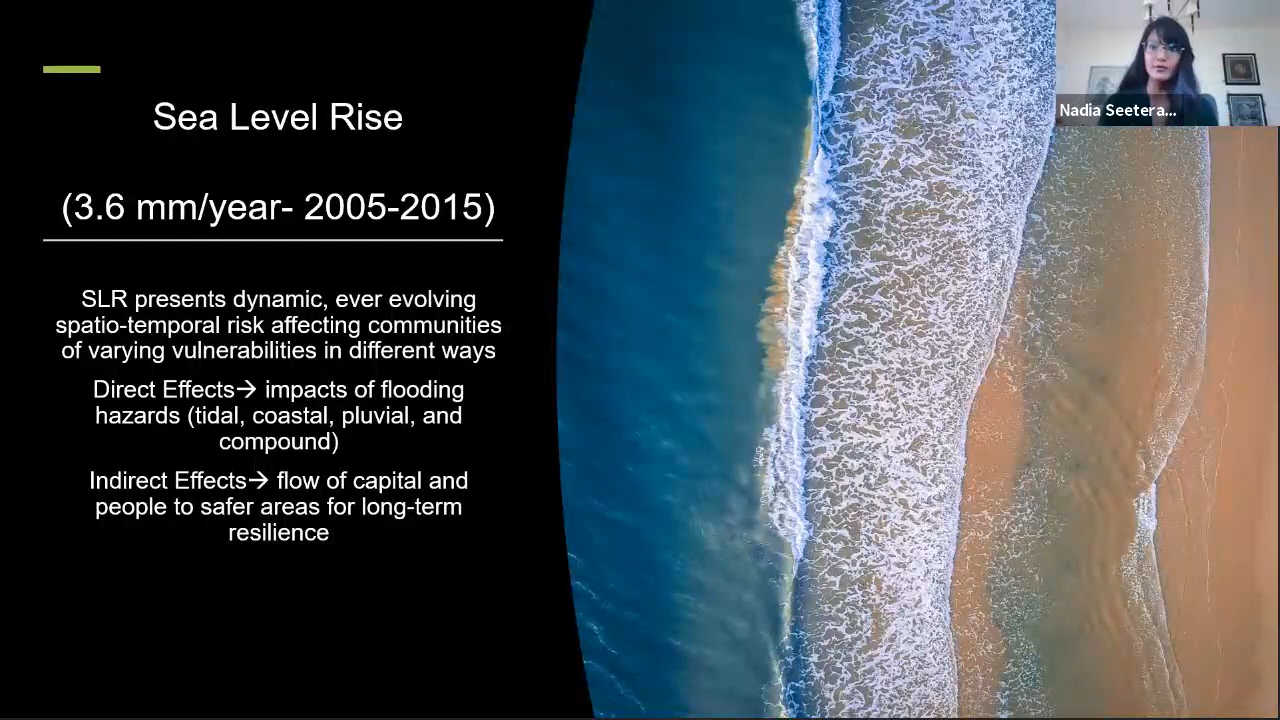 Sea Level Rise
(3.6 mm/year- 2005-2015)
SLR presents dynamic, ever evolving
spatio-temporal risk affecting communities
of varying vulnerabilities in different ways
Direct Effects→ impacts of flooding
hazards (tidal, coastal, pluvial, and
compound)
Indirect Effects→ flow of capital and
people to safer areas for long-term
resilience
Nadia Seetera...